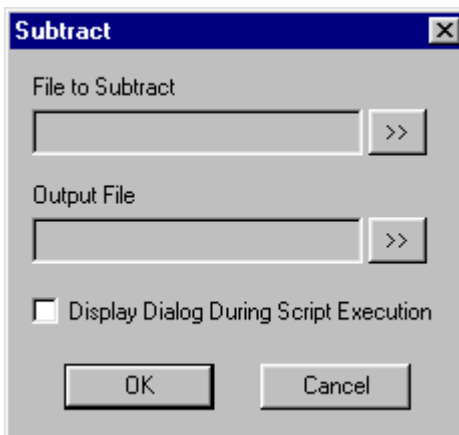 Subtract
File to Subtract
>>
Output File
>>
Display Dialog During Script Execution
OK Cancel